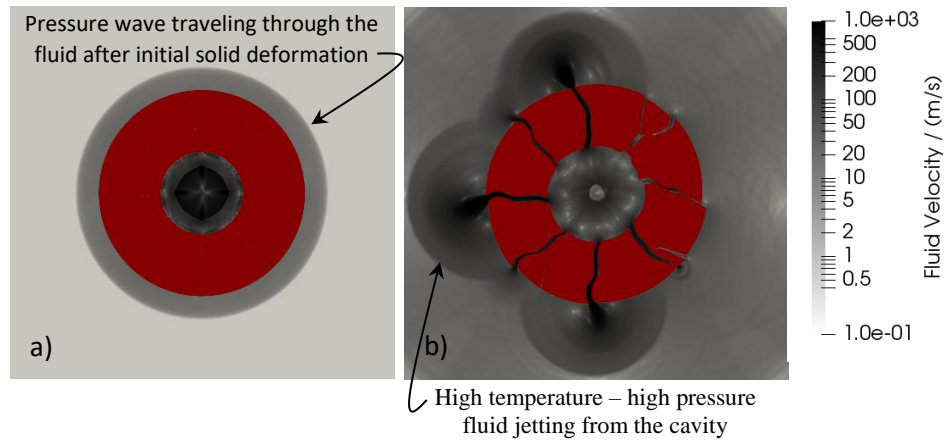 Pressure wave traveling through the
fluid after initial solid deformation
a)
b)
High temperature – high pressure
fluid jetting from the cavity
1.0e+03
500
200
100
50
20
10
5
2
1
0.5
1.0e-01
Fluid Velocity / (m/s)